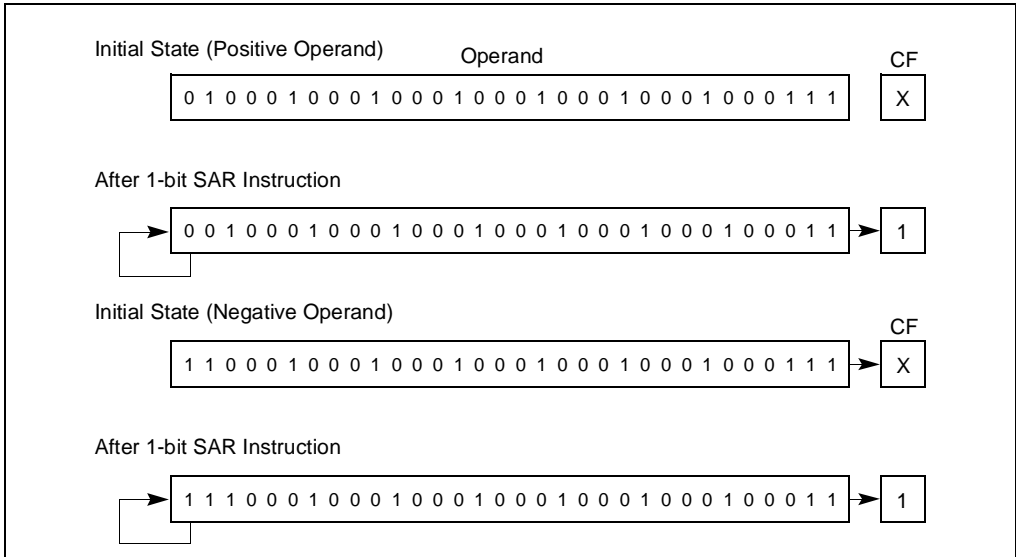 Initial State (Positive Operand)
Operand
CF
0 1 0 0 0 1 0 0 0 1 0 0 0 1 0 0 0 1 0 0 0 1 0 0 0 1 0 0 0 1 1 1
X
After 1-bit SAR Instruction
0 0 1 0 0 0 1 0 0 0 1 0 0 0 1 0 0 0 1 0 0 0 1 0 0 0 1 0 0 0 1 1
1
Initial State (Negative Operand)
CF
1 1 0 0 0 1 0 0 0 1 0 0 0 1 0 0 0 1 0 0 0 1 0 0 0 1 0 0 0 1 1 1
X
After 1-bit SAR Instruction
1 1 1 0 0 0 1 0 0 0 1 0 0 0 1 0 0 0 1 0 0 0 1 0 0 0 1 0 0 0 1 1
1